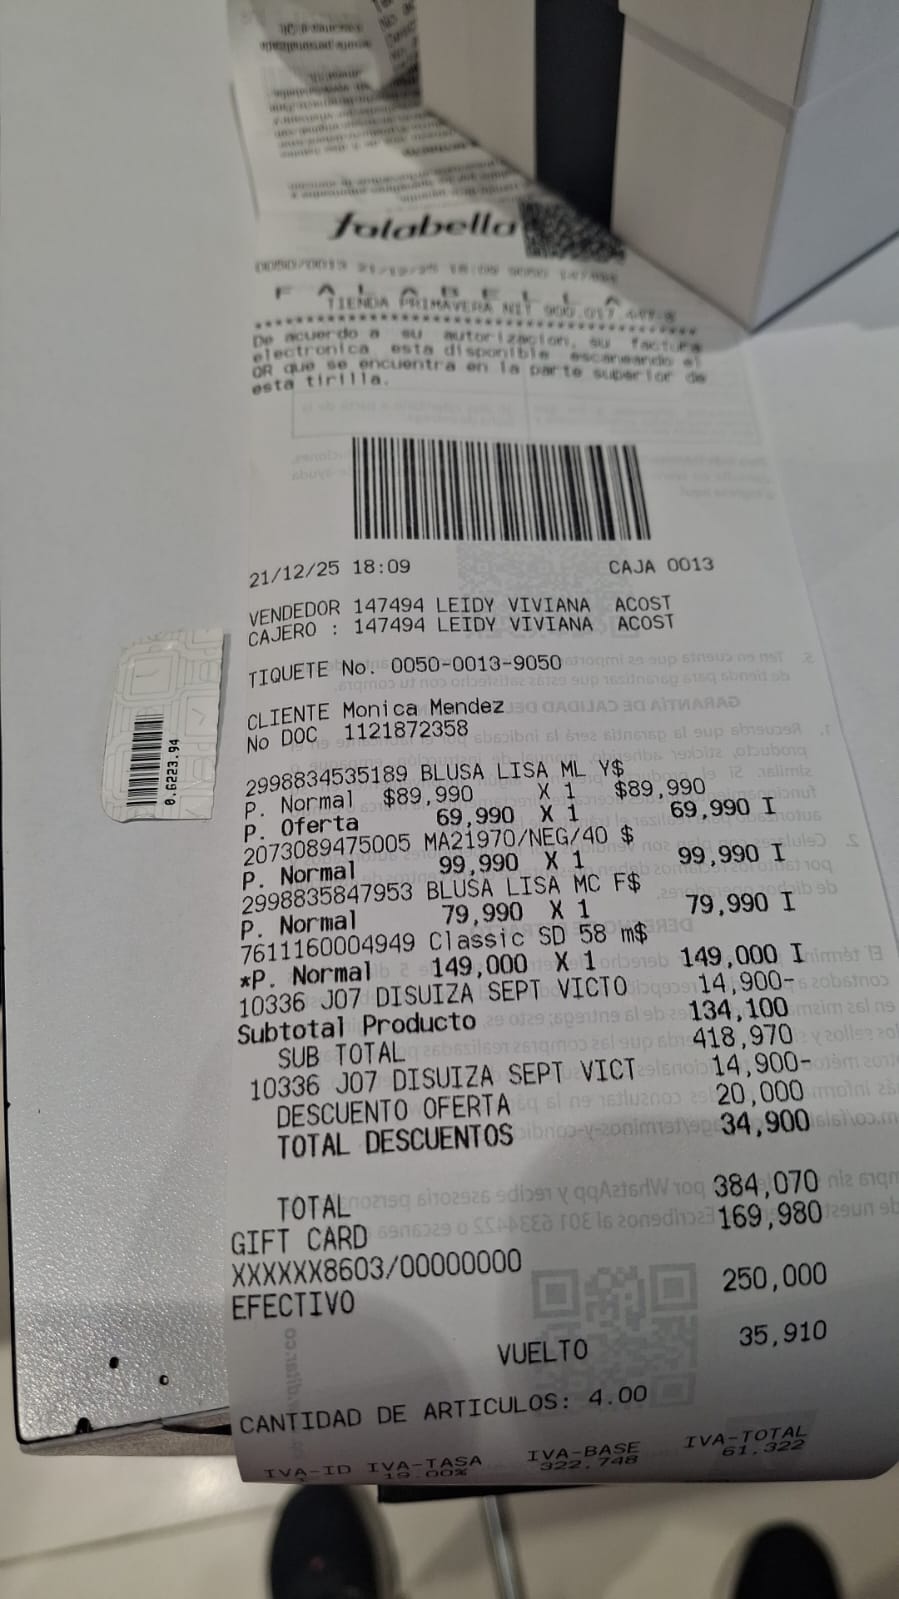 falabella
F A L A B E L L A
TIENDA PRIMAVERA NIT 900.017.447-8
De acuerdo a su autorizacion, su factura
electronica esta disponible escaneando el
QR que se encuentra en la parte superior de
esta tirilla.
21/12/25 18:09 CAJA 0013
VENDEDOR 147494 LEIDY VIVIANA ACOST
CAJERO : 147494 LEIDY VIVIANA ACOST
TIQUETE No. 0050-0013-9050
CLIENTE Monica Mendez
No DOC 1121872358
2998834535189 BLUSA LISA ML Y$
P. Normal $89,990 X 1 $89,990
P. Oferta 69,990 X 1 69,990 I
2073089475005 MA21970/NEG/40 $
P. Normal 99,990 X 1 99,990 I
2998835847953 BLUSA LISA MC F$
P. Normal 79,990 X 1 79,990 I
7611160004949 Classic SD 58 m$
*P. Normal 149,000 X 1 149,000 I
10336 J07 DISUIZA SEPT VICTO 14,900-
Subtotal Producto 134,100
SUB TOTAL 418,970
10336 J07 DISUIZA SEPT VICT 14,900-
DESCUENTO OFERTA 20,000
TOTAL DESCUENTOS 34,900
TOTAL 384,070
GIFT CARD 169,980
XXXXXX8603/00000000
EFECTIVO 250,000
VUELTO 35,910
CANTIDAD DE ARTICULOS: 4.00
IVA-ID IVA-TASA IVA-BASE IVA-TOTAL
19.00% 322,748 61,322
0.6223.94